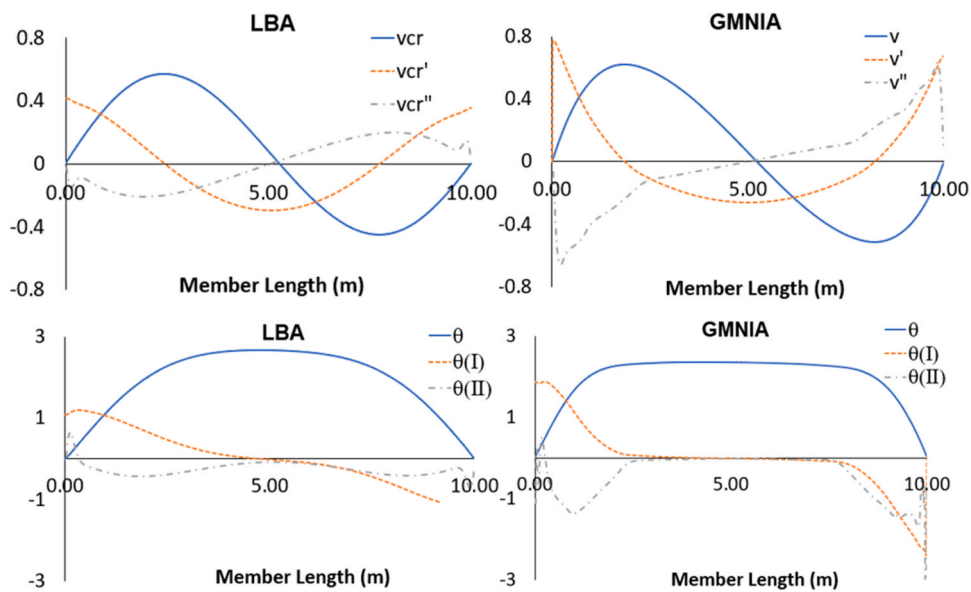 LBA
0.8
0.4
0
-0.4
-0.8
0.00
5.00
10.00
vcr
vcr'
vcr"
Member Length (m)
GMNIA
0.8
0.4
0
-0.4
-0.8
0.00
5.00
10.00
v
v'
v"
Member Length (m)
LBA
3
1
-1
-3
0.00
5.00
10.00
θ
θ(I)
θ(II)
Member Length (m)
GMNIA
3
1
-1
-3
0.00
5.00
10.00
θ
θ(I)
θ(II)
Member Length (m)